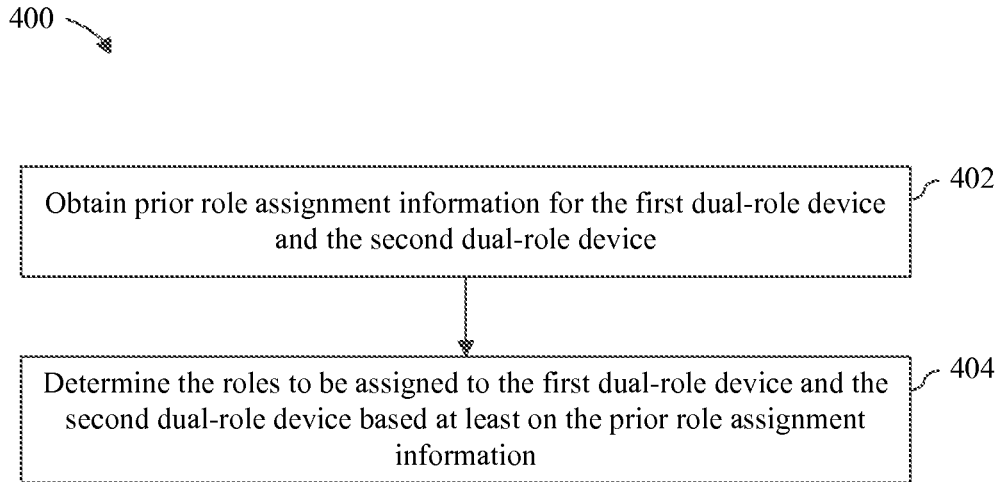 400
402
Obtain prior role assignment information for the first dual-role device
and the second dual-role device
404
Determine the roles to be assigned to the first dual-role device and the
second dual-role device based at least on the prior role assignment
information